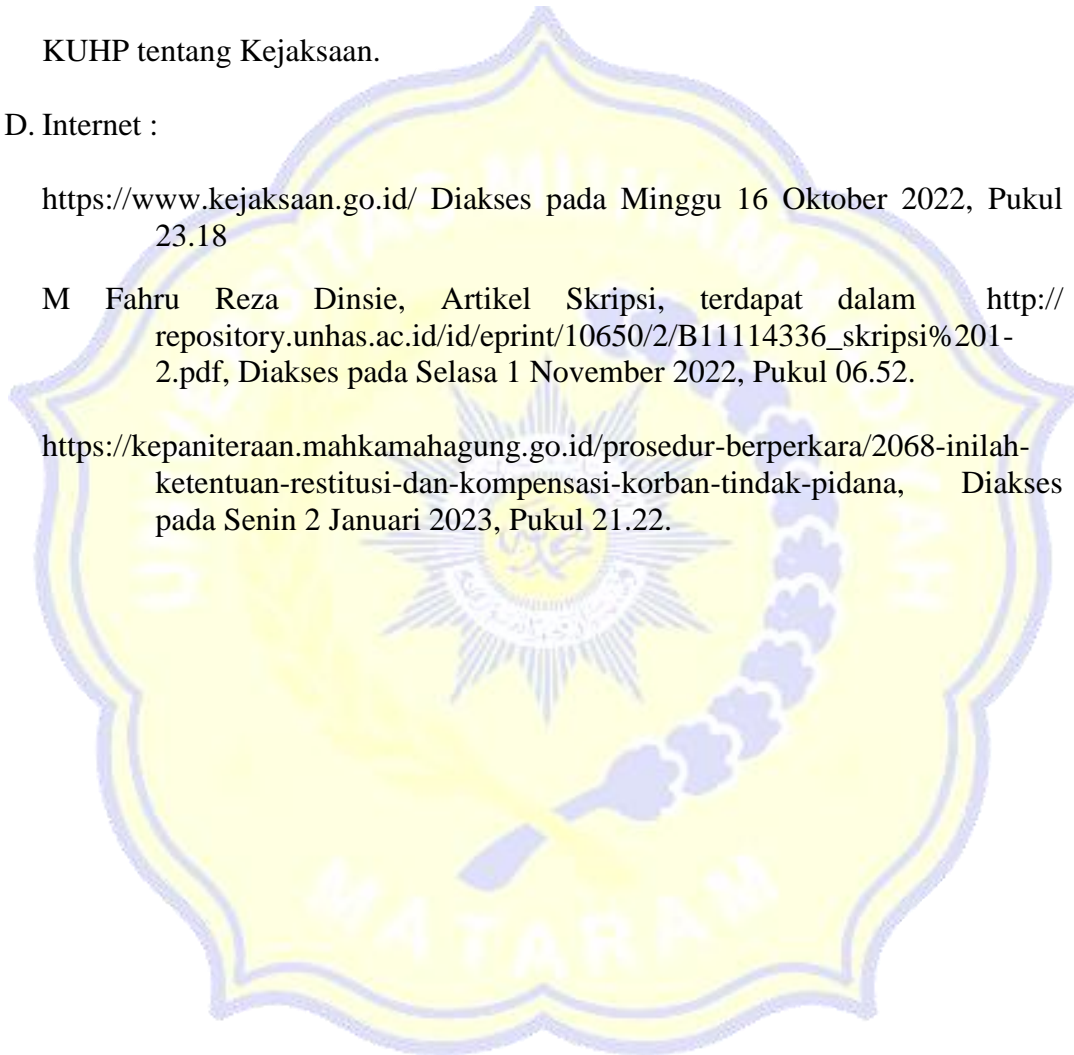 KUHP tentang Kejaksaan.
D. Internet :
https://www.kejaksaan.go.id/ Diakses pada Minggu 16 Oktober 2022, Pukul
23.18
M Fahru Reza Dinsie, Artikel Skripsi, terdapat dalam http://
repository.unhas.ac.id/id/eprint/10650/2/B11114336_skripsi%201-
2.pdf, Diakses pada Selasa 1 November 2022, Pukul 06.52.
https://kepaniteraan.mahkamahagung.go.id/prosedur-berperkara/2068-inilah-
ketentuan-restitusi-dan-kompensasi-korban-tindak-pidana, Diakses
pada Senin 2 Januari 2023, Pukul 21.22.
UNIVERSITAS MUHAMMADIYAH
MATARAM